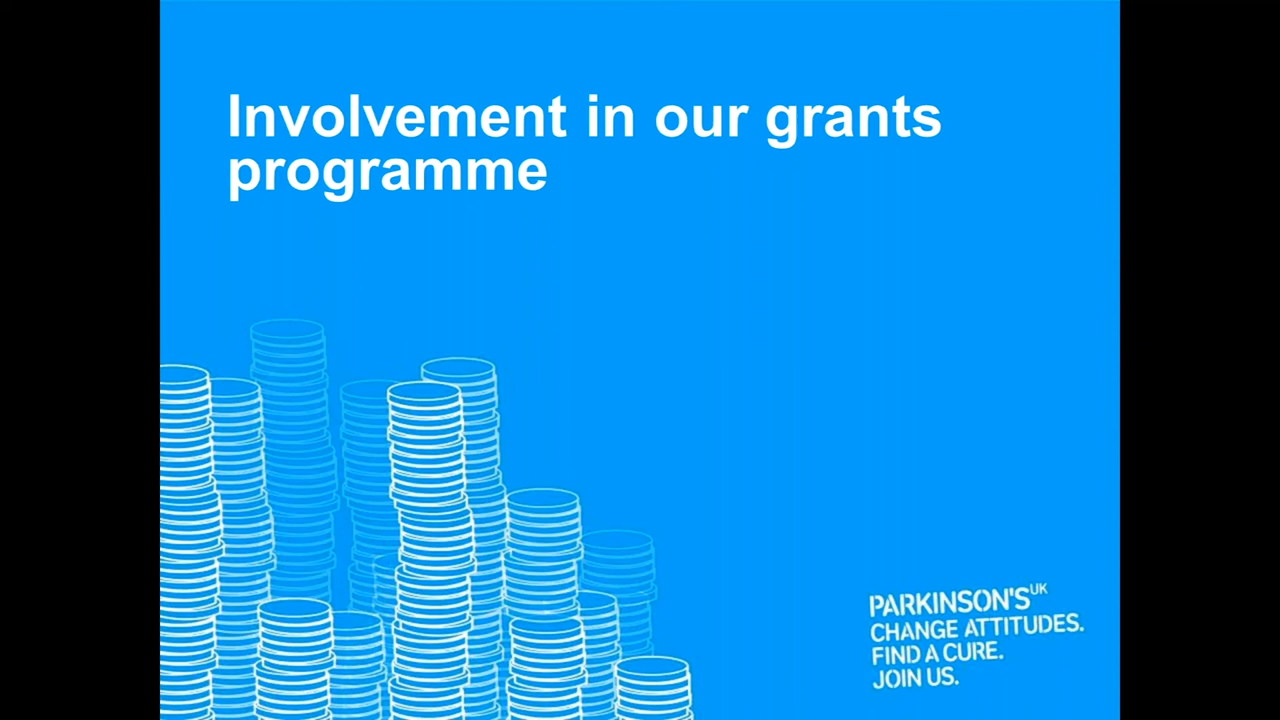 Involvement in our grants
programme
PARKINSON'S UK
CHANGE ATTITUDES.
FIND A CURE.
JOIN US.